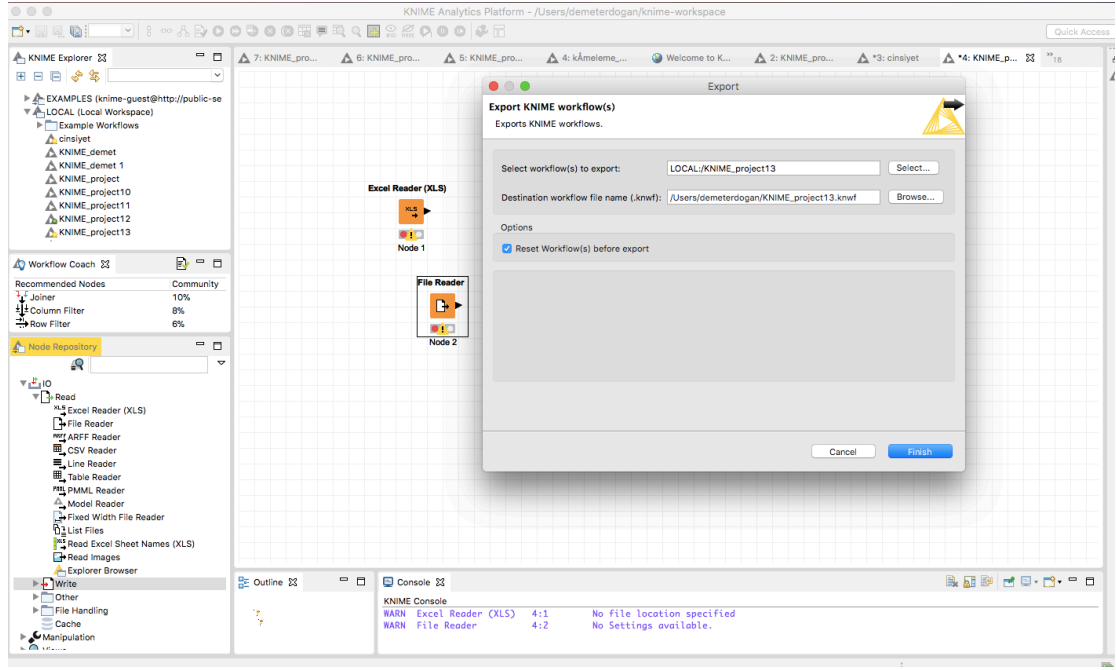 KNIME Analytics Platform - /Users/demeterdogan/knime-workspace
Quick Access
KNIME Explorer
EXAMPLES (knime-guest@http://public-se
LOCAL (Local Workspace)
Example Workflows
cinsiyet
KNIME_demet
KNIME_demet 1
KNIME_project
KNIME_project10
KNIME_project11
KNIME_project12
KNIME_project13
Workflow Coach
Recommended Nodes Community
Joiner 10%
Column Filter 8%
Row Filter 6%
Node Repository
IO
Read
Excel Reader (XLS)
File Reader
ARFF Reader
CSV Reader
Line Reader
Table Reader
PMML Reader
Model Reader
Fixed Width File Reader
List Files
Read Excel Sheet Names (XLS)
Read Images
Explorer Browser
Write
Other
File Handling
Cache
Manipulation
Views
7: KNIME_pro... 6: KNIME_pro... 5: KNIME_pro... 4: kÅmeleme_... Welcome to K... 2: KNIME_pro... *3: cinsiyet *4: KNIME_p... 18
Excel Reader (XLS)
XLS
Node 1
File Reader
Node 2
Export
Export KNIME workflow(s)
Exports KNIME workflows.
Select workflow(s) to export: LOCAL:/KNIME_project13 Select...
Destination workflow file name (.knwf): /Users/demeterdogan/KNIME_project13.knwf Browse...
Options
Reset Workflow(s) before export
Cancel Finish
Outline
Console
KNIME Console
WARN Excel Reader (XLS) 4:1 No file location specified
WARN File Reader 4:2 No Settings available.